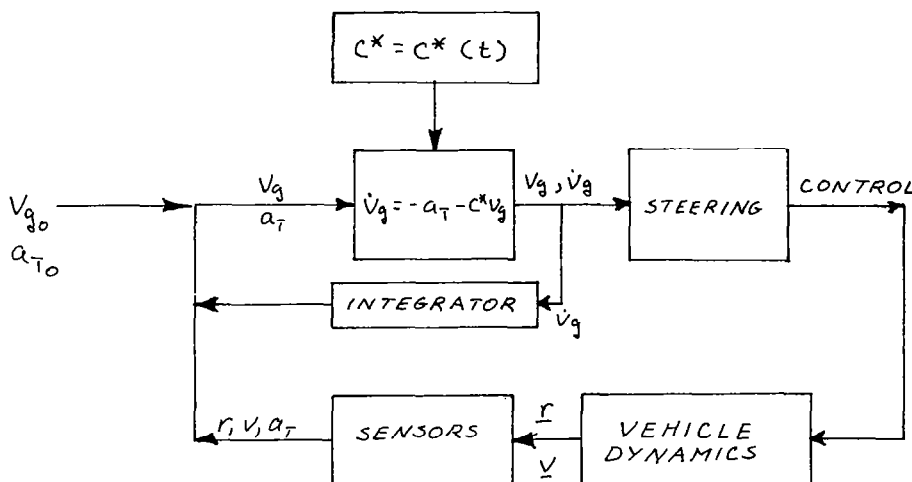 C* = C* (t)
Vg
aT
V̇g = -aT - C*Vg
Vg, V̇g
STEERING
CONTROL
Vg0
aT0
INTEGRATOR
V̇g
r, v, aT
SENSORS
r
v
VEHICLE
DYNAMICS